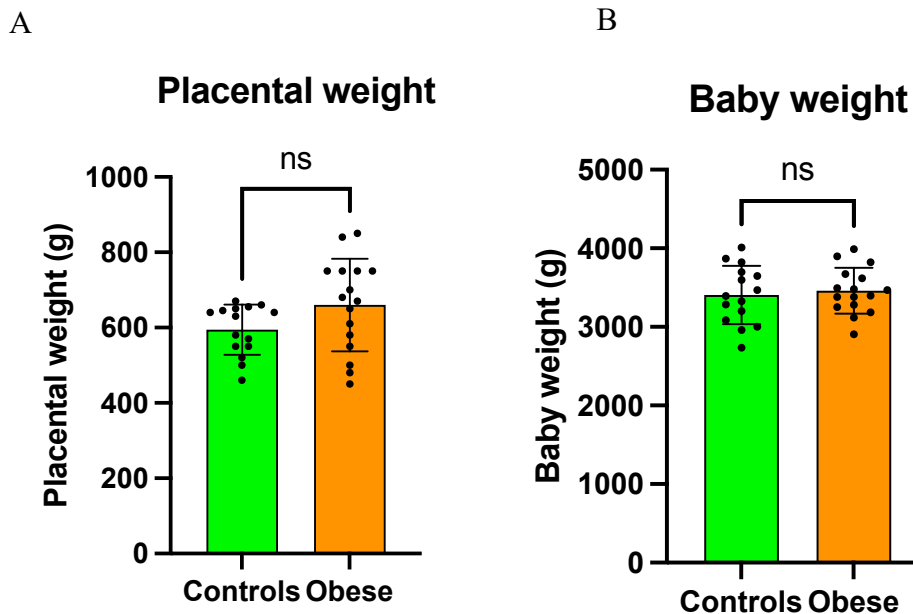 A
Placental weight
ns
Placental weight (g)
1000
800
600
400
200
0
Controls Obese
B
Baby weight
ns
Baby weight (g)
5000
4000
3000
2000
1000
0
Controls Obese